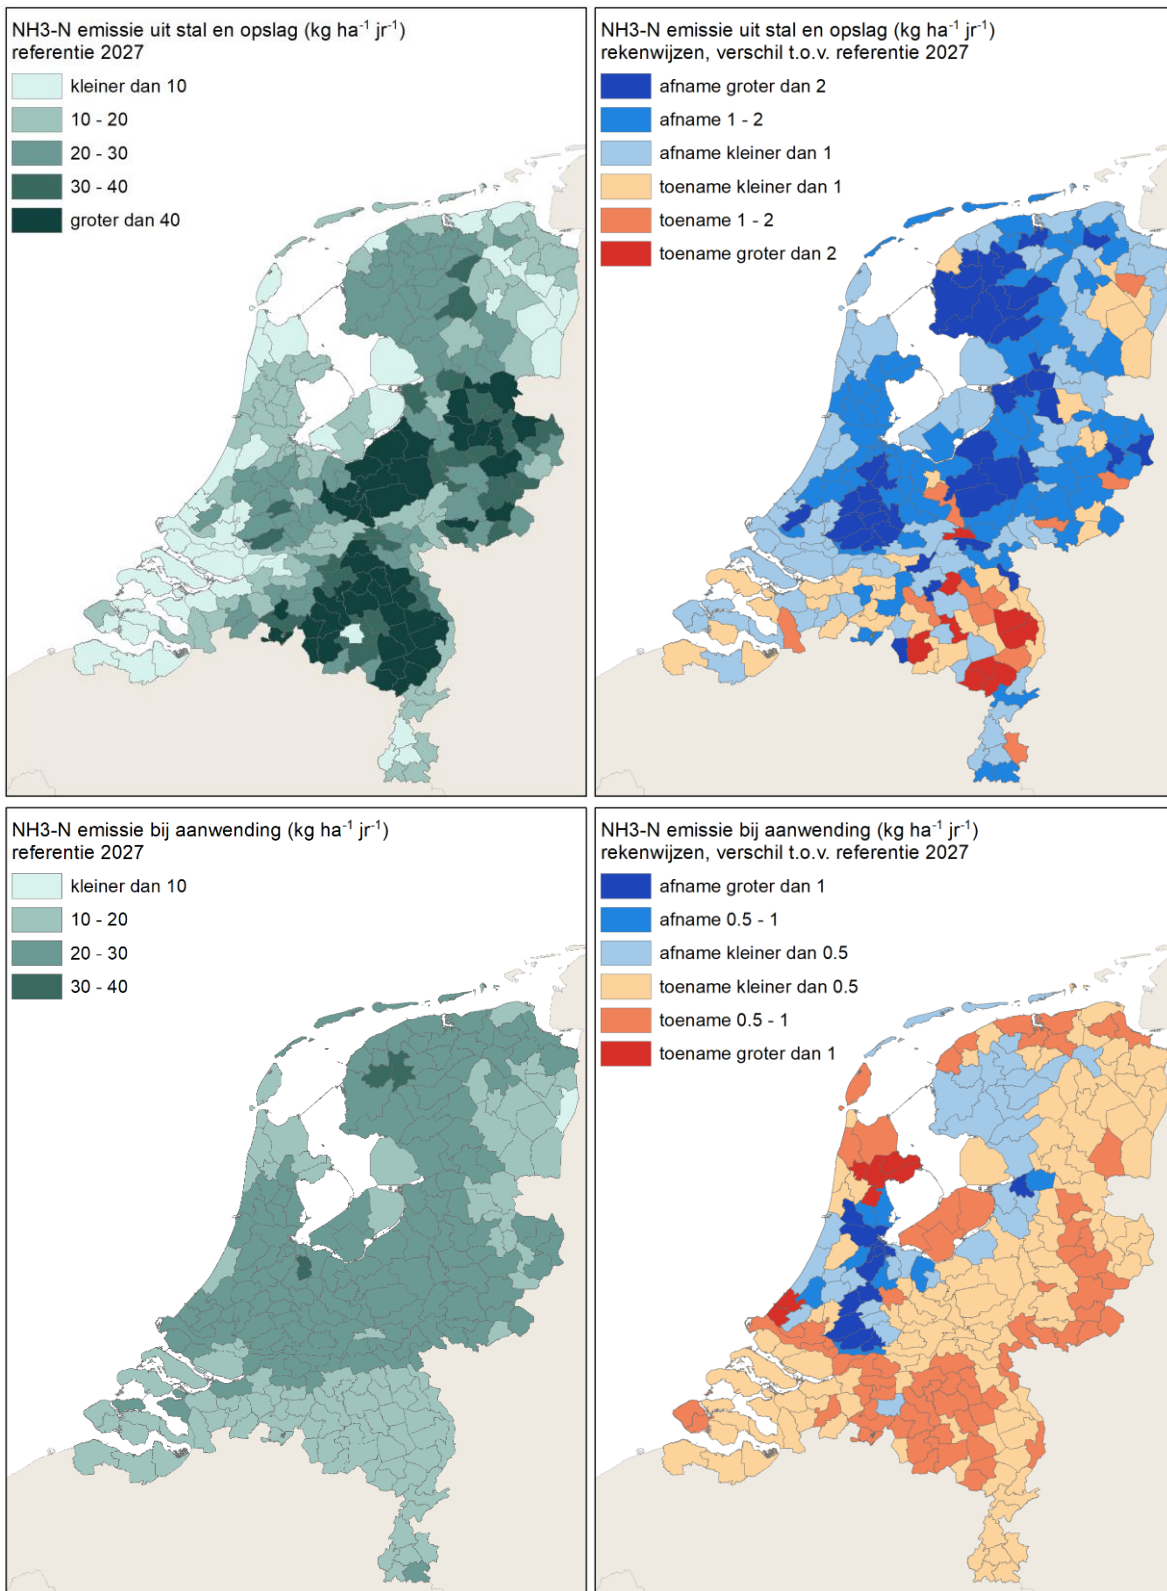 NH3-N emissie uit stal en opslag (kg ha⁻¹ jr⁻¹)
referentie 2027
kleiner dan 10
10 - 20
20 - 30
30 - 40
groter dan 40
NH3-N emissie uit stal en opslag (kg ha⁻¹ jr⁻¹)
rekenwijzen, verschil t.o.v. referentie 2027
afname groter dan 2
afname 1 - 2
afname kleiner dan 1
toename kleiner dan 1
toename 1 - 2
toename groter dan 2
NH3-N emissie bij aanwending (kg ha⁻¹ jr⁻¹)
referentie 2027
kleiner dan 10
10 - 20
20 - 30
30 - 40
NH3-N emissie bij aanwending (kg ha⁻¹ jr⁻¹)
rekenwijzen, verschil t.o.v. referentie 2027
afname groter dan 1
afname 0.5 - 1
afname kleiner dan 0.5
toename kleiner dan 0.5
toename 0.5 - 1
toename groter dan 1